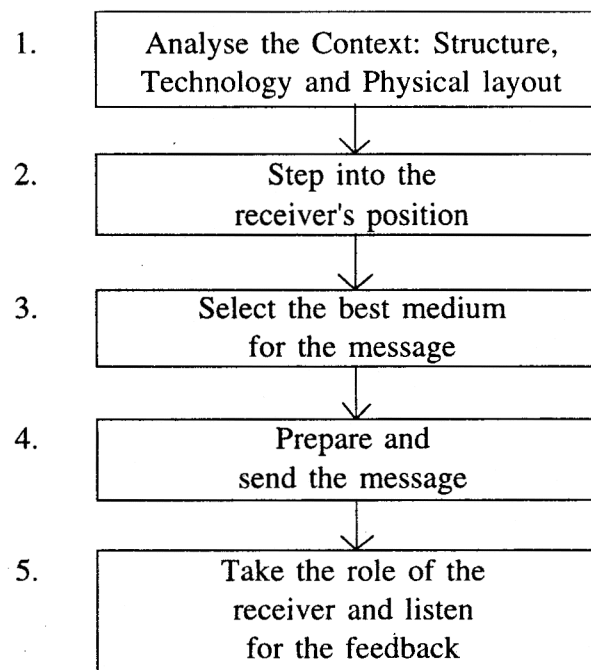 1. Analyse the Context: Structure,
Technology and Physical layout
2. Step into the
receiver's position
3. Select the best medium
for the message
4. Prepare and
send the message
5. Take the role of the
receiver and listen
for the feedback